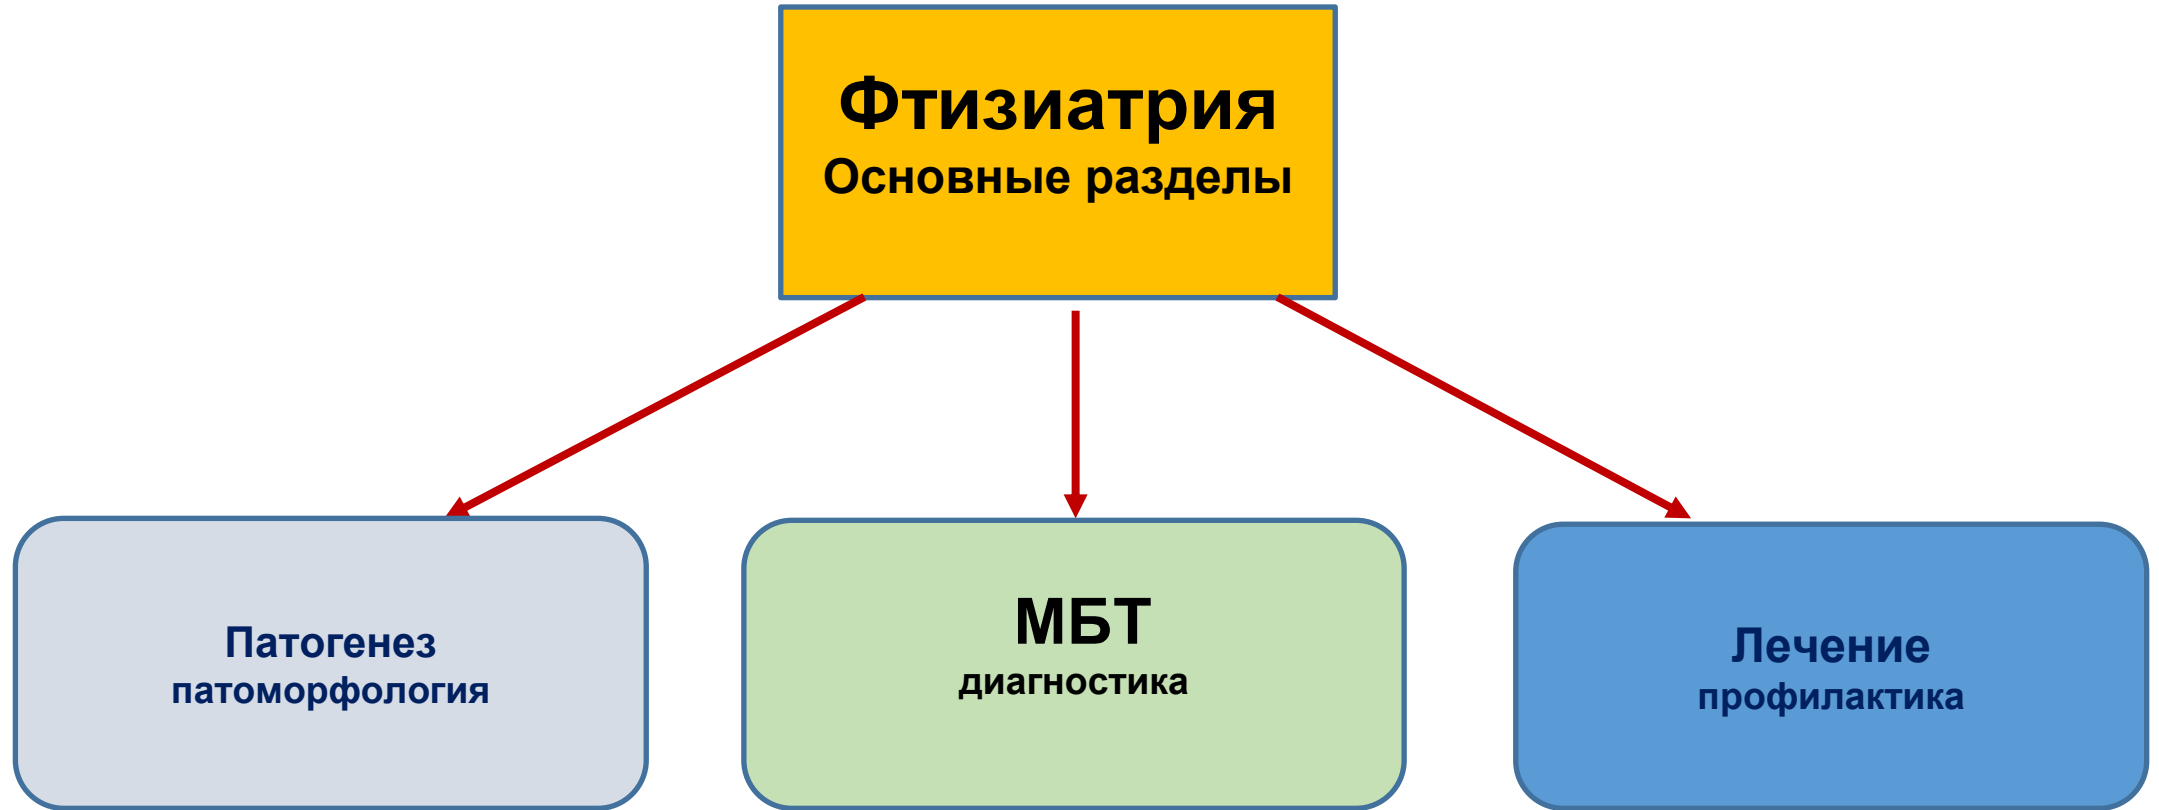 Фтизиатрия
Основные разделы
Патогенез
патоморфология
МБТ
диагностика
Лечение
профилактика